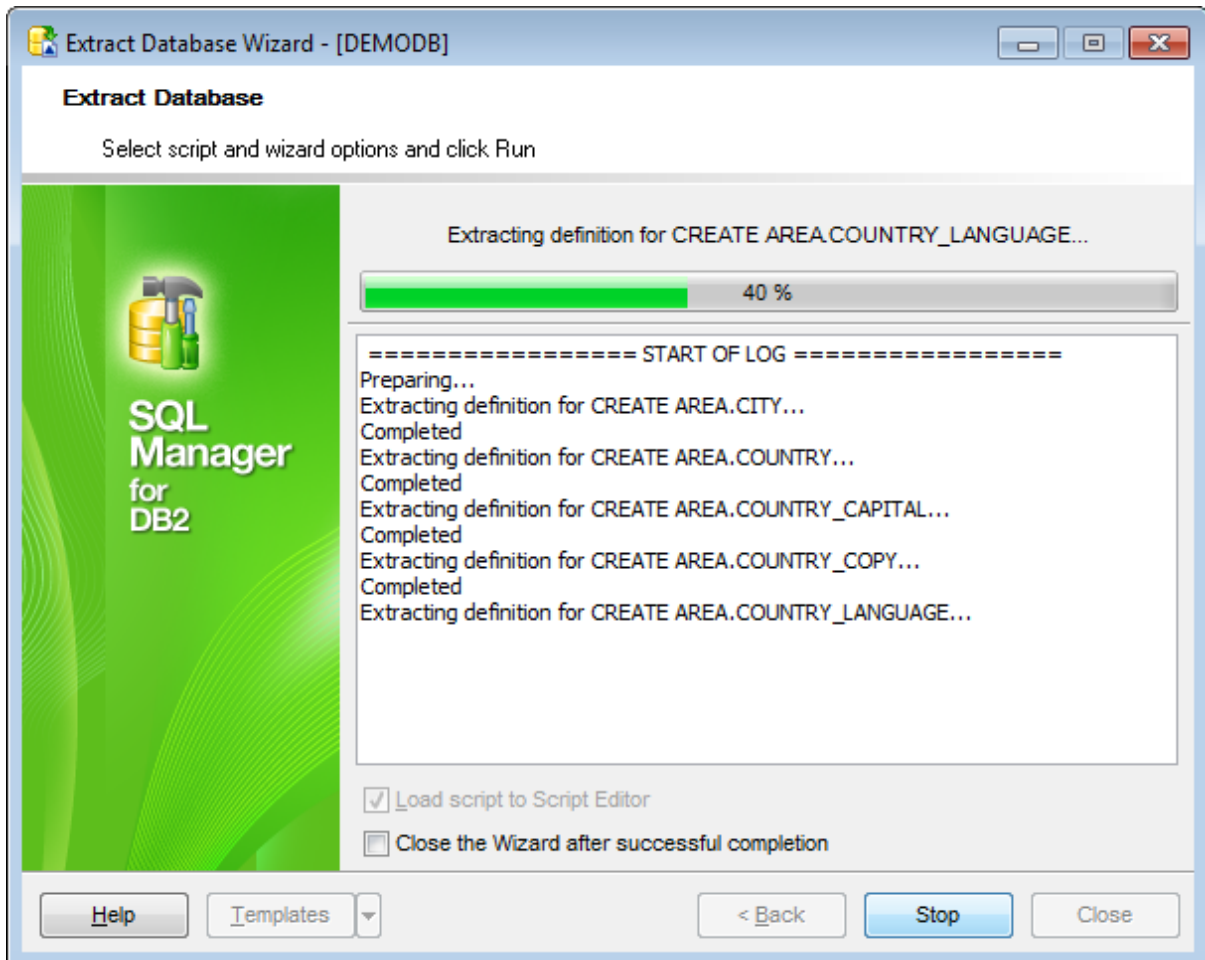 Extract Database Wizard - [DEMODB]
Extract Database
Select script and wizard options and click Run
SQL
Manager
for
DB2
Extracting definition for CREATE AREA.COUNTRY_LANGUAGE...
40 %
================= START OF LOG =================
Preparing...
Extracting definition for CREATE AREA.CITY...
Completed
Extracting definition for CREATE AREA.COUNTRY...
Completed
Extracting definition for CREATE AREA.COUNTRY_CAPITAL...
Completed
Extracting definition for CREATE AREA.COUNTRY_COPY...
Completed
Extracting definition for CREATE AREA.COUNTRY_LANGUAGE...
Load script to Script Editor
Close the Wizard after successful completion
Help Templates < Back Stop Close